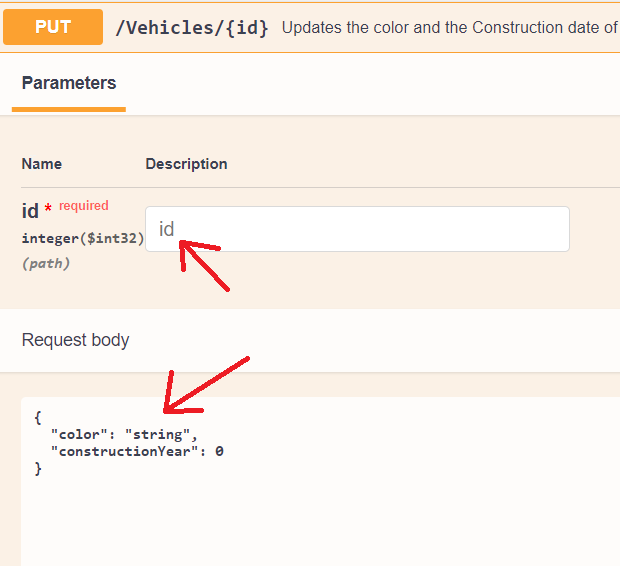 PUT /Vehicles/{id} Updates the color and the Construction date of
Parameters
Name Description
id * required
integer($int32)
(path)
id
Request body
{
"color": "string",
"constructionYear": 0
}